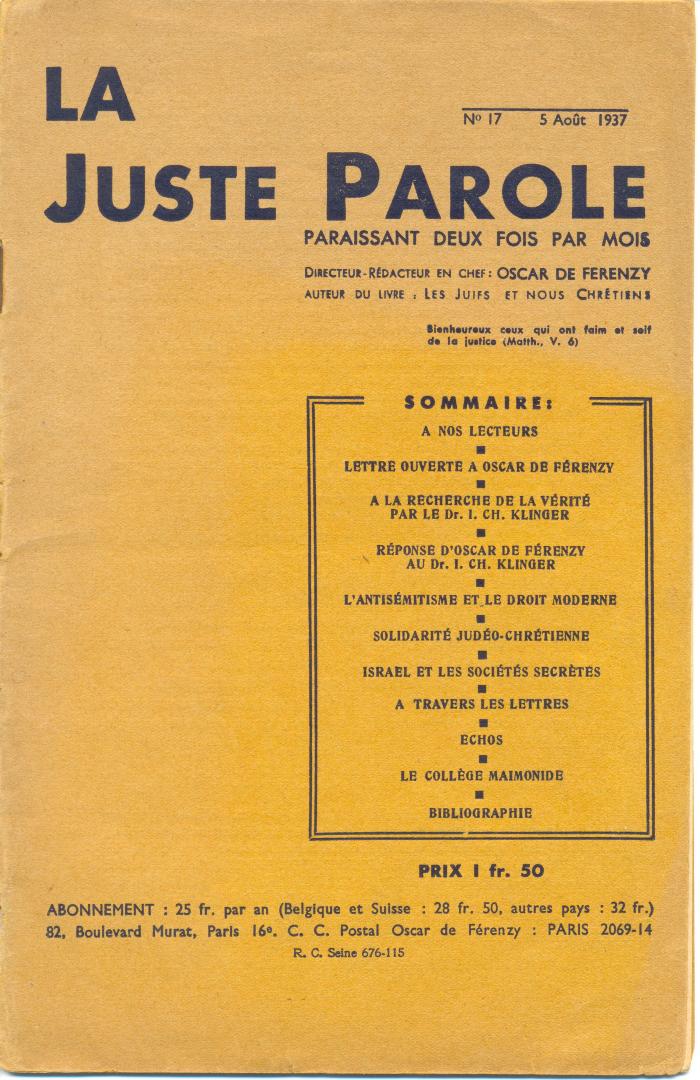 LA
Nº 17 5 Août 1937
JUSTE PAROLE
PARAISSANT DEUX FOIS PAR MOIS
DIRECTEUR-RÉDACTEUR EN CHEF: OSCAR DE FERENZY
AUTEUR DU LIVRE : LES JUIFS ET NOUS CHRÉTIENS
Bienheureux ceux qui ont faim et soif
de la justice (Matth., V. 6)
SOMMAIRE:
A NOS LECTEURS
LETTRE OUVERTE A OSCAR DE FÉRENZY
A LA RECHERCHE DE LA VÉRITÉ
PAR LE Dr. I. CH. KLINGER
RÉPONSE D'OSCAR DE FÉRENZY
AU Dr. I. CH. KLINGER
L'ANTISÉMITISME ET LE DROIT MODERNE
SOLIDARITÉ JUDÉO-CHRÉTIENNE
ISRAEL ET LES SOCIÉTÉS SECRÈTES
A TRAVERS LES LETTRES
ECHOS
LE COLLÈGE MAIMONIDE
BIBLIOGRAPHIE
PRIX 1 fr. 50
ABONNEMENT : 25 fr. par an (Belgique et Suisse : 28 fr. 50, autres pays : 32 fr.)
82, Boulevard Murat, Paris 16e. C. C. Postal Oscar de Férenzy : PARIS 2069-14
R. C. Seine 676-115